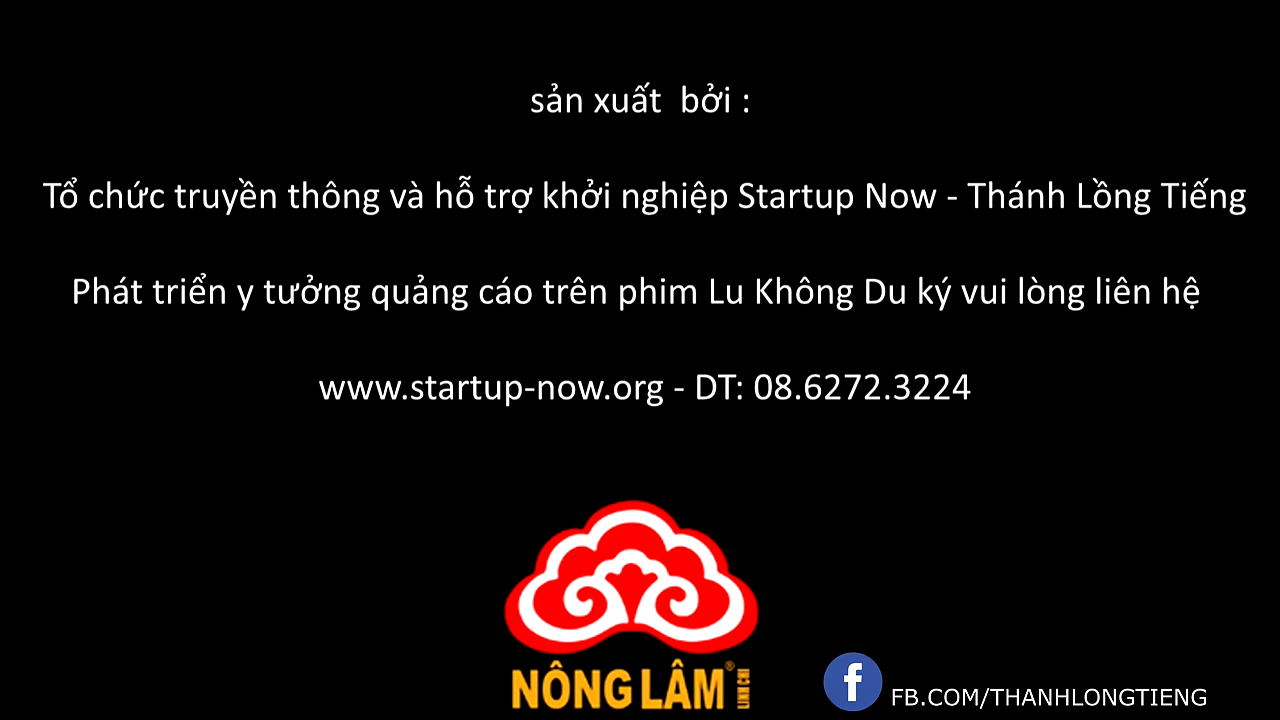 sản xuất bởi :
Tổ chức truyền thông và hỗ trợ khởi nghiệp Startup Now - Thánh Lồng Tiếng
Phát triển y tưởng quảng cáo trên phim Lu Không Du ký vui lòng liên hệ
www.startup-now.org - DT: 08.6272.3224
NÔNG LÂM® LINH CHI
f FB.COM/THANHLONGTIENG